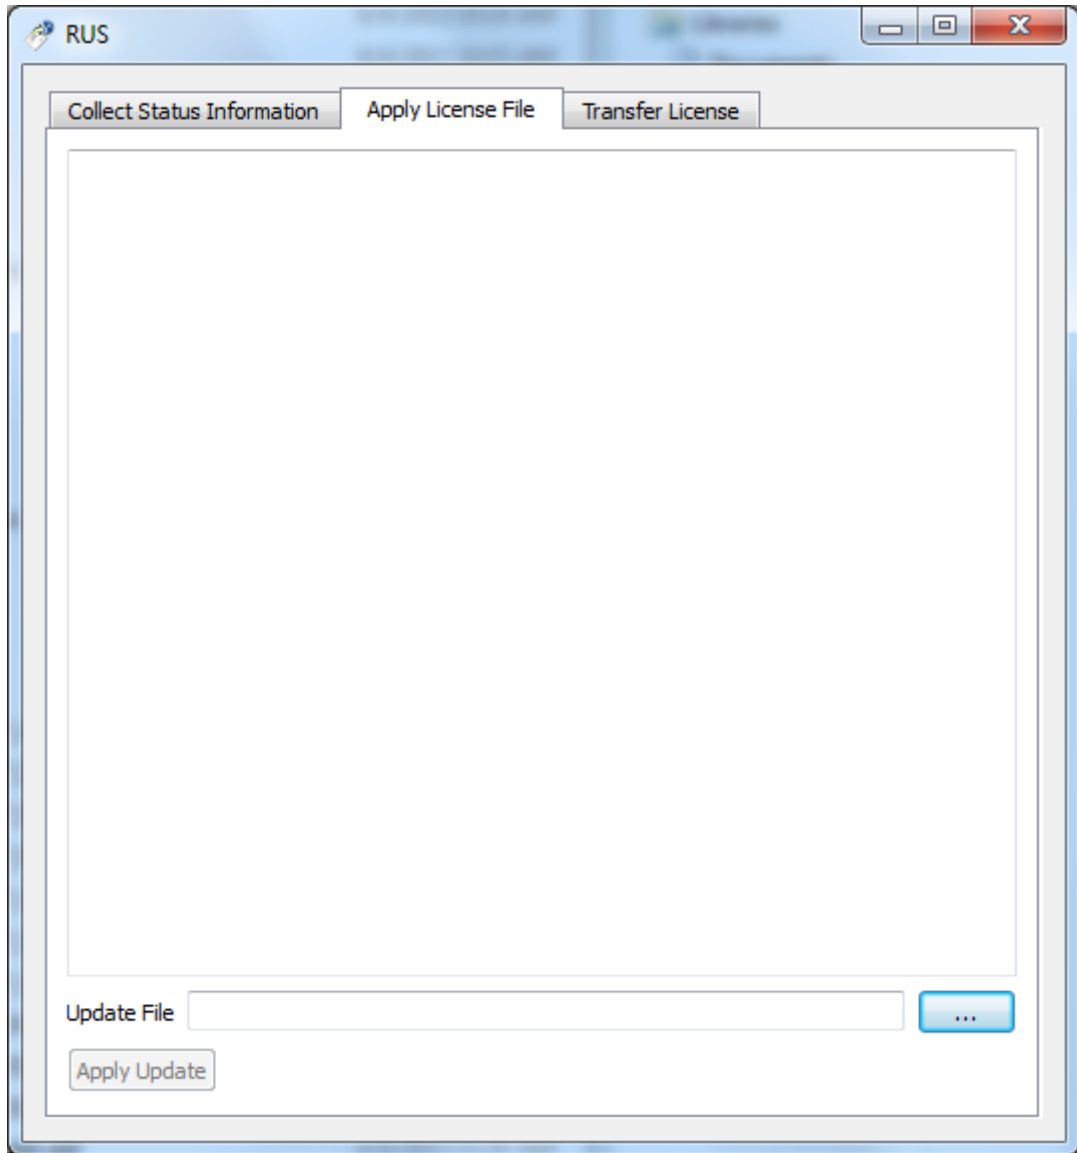 RUS
Collect Status Information Apply License File Transfer License
Update File ...
Apply Update